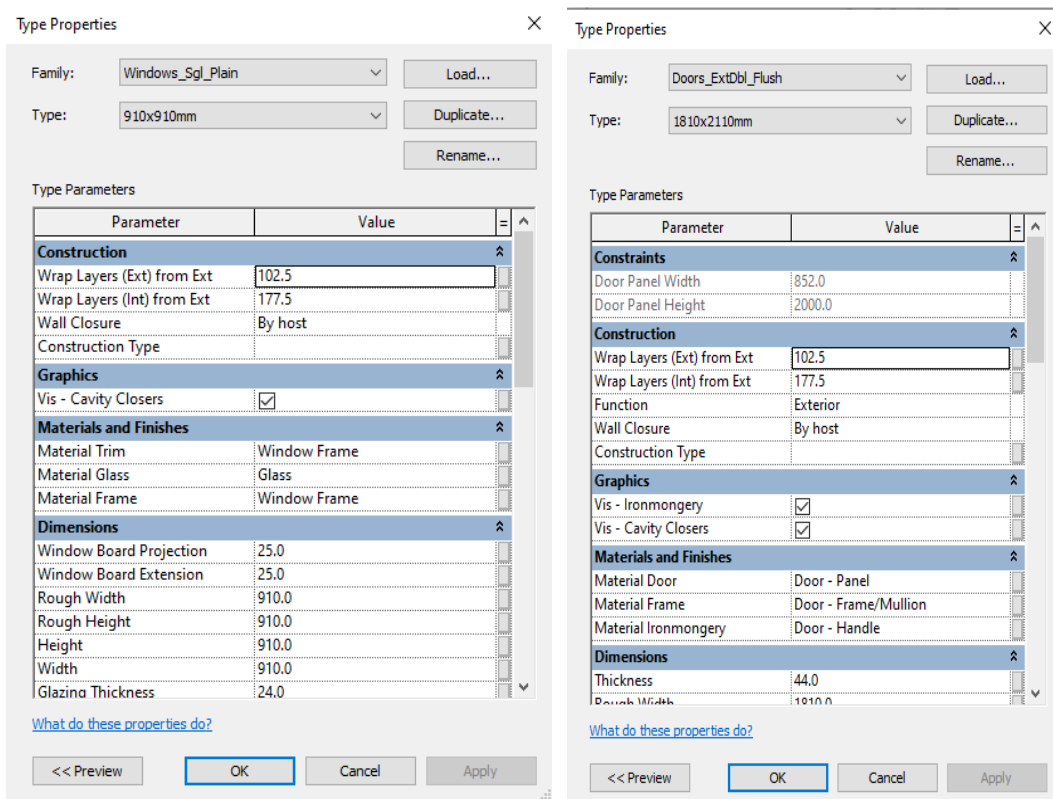 Type Properties
Family: Windows_Sgl_Plain Load...
Type: 910x910mm Duplicate...
Rename...
Type Parameters
Parameter Value =
Construction
Wrap Layers (Ext) from Ext 102.5
Wrap Layers (Int) from Ext 177.5
Wall Closure By host
Construction Type
Graphics
Vis - Cavity Closers
Materials and Finishes
Material Trim Window Frame
Material Glass Glass
Material Frame Window Frame
Dimensions
Window Board Projection 25.0
Window Board Extension 25.0
Rough Width 910.0
Rough Height 910.0
Height 910.0
Width 910.0
Glazing Thickness 24.0
What do these properties do?
<< Preview OK Cancel Apply
Type Properties
Family: Doors_ExtDbl_Flush Load...
Type: 1810x2110mm Duplicate...
Rename...
Type Parameters
Parameter Value =
Constraints
Door Panel Width 852.0
Door Panel Height 2000.0
Construction
Wrap Layers (Ext) from Ext 102.5
Wrap Layers (Int) from Ext 177.5
Function Exterior
Wall Closure By host
Construction Type
Graphics
Vis - Ironmongery
Vis - Cavity Closers
Materials and Finishes
Material Door Door - Panel
Material Frame Door - Frame/Mullion
Material Ironmongery Door - Handle
Dimensions
Thickness 44.0
Rough Width 1810.0
What do these properties do?
<< Preview OK Cancel Apply